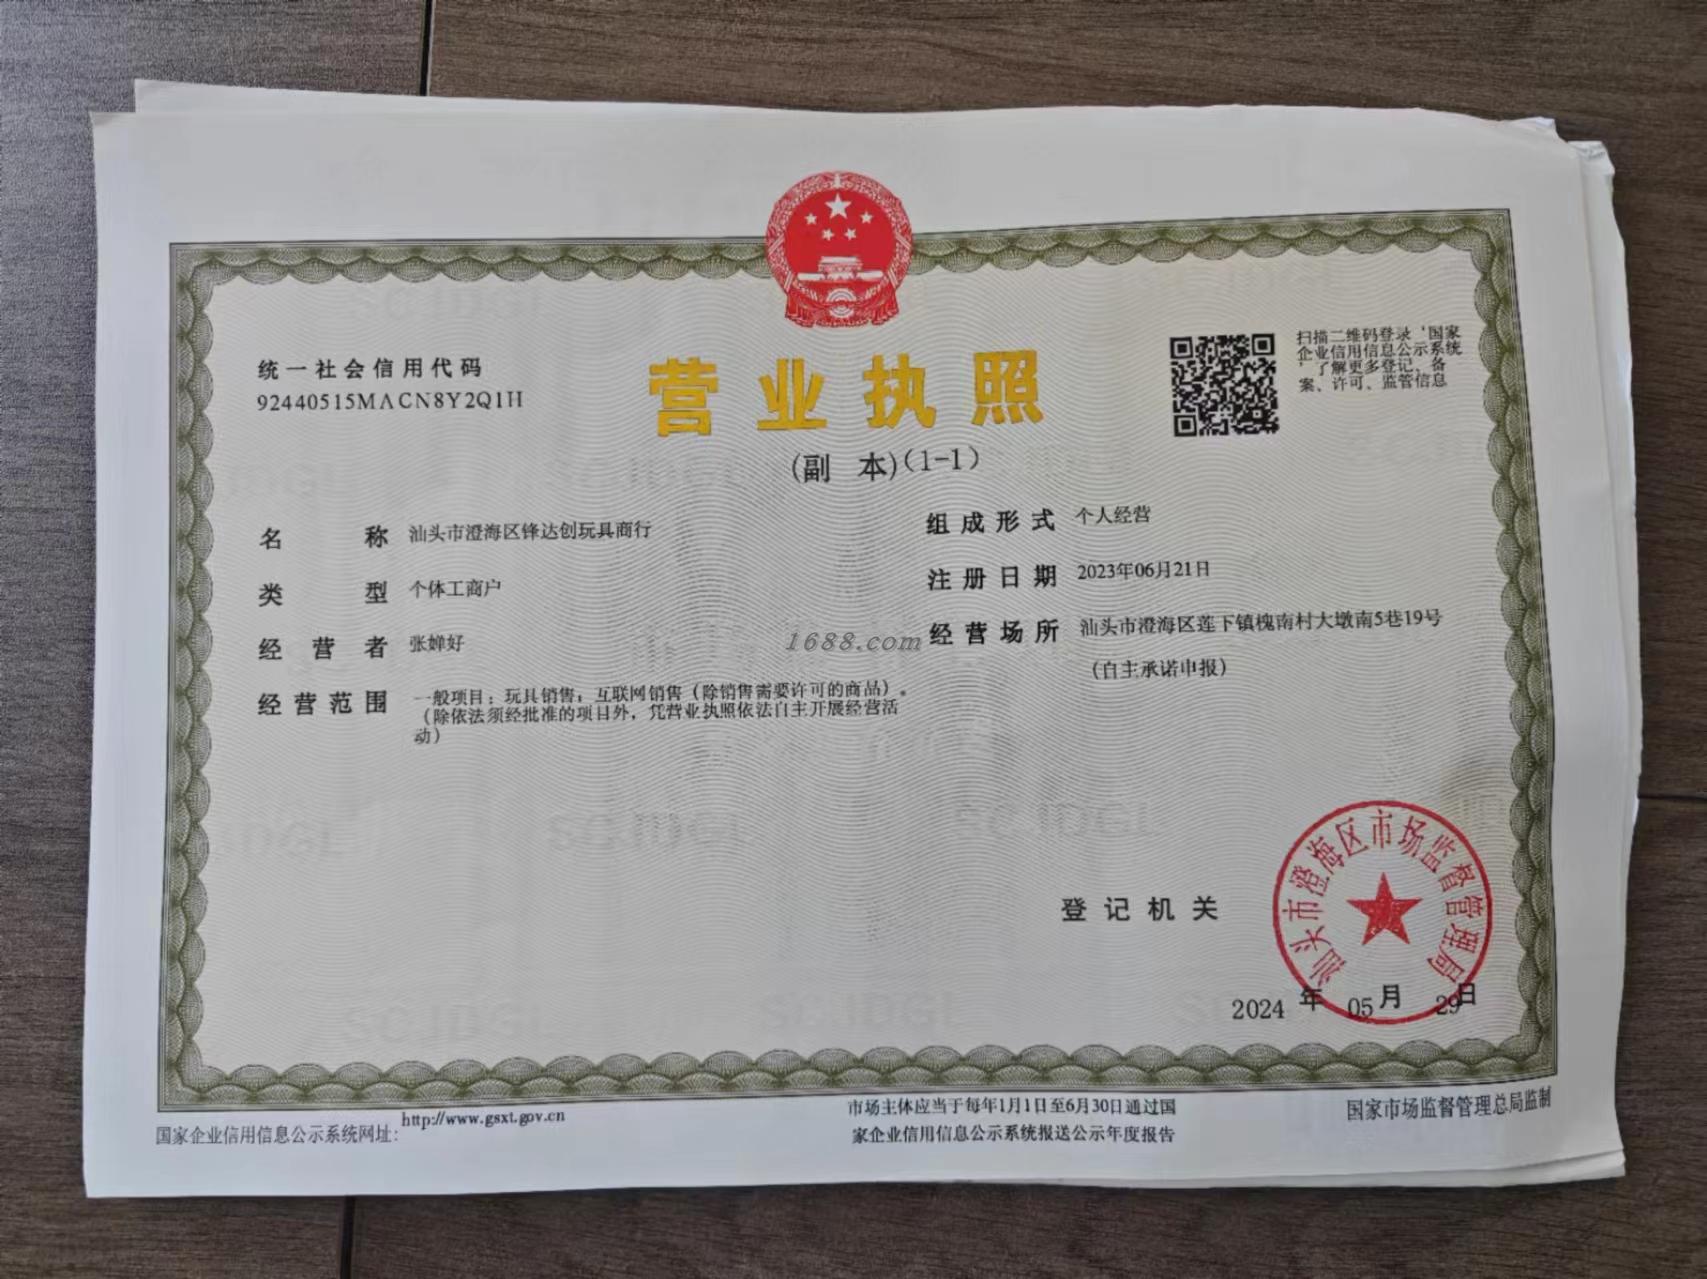 统一社会信用代码
92440515MACN8Y2Q1H
营业执照
(副 本)(1-1)
扫描二维码登录‘国家
企业信用信息公示系统
’了解更多登记、备
案、许可、监管信息
名 称 汕头市澄海区锋达创玩具商行
类 型 个体工商户
经 营 者 张婵好
经营范围 一般项目：玩具销售；互联网销售（除销售需要许可的商品）。
（除依法须经批准的项目外，凭营业执照依法自主开展经营活
动）
组成形式 个人经营
注册日期 2023年06月21日
经营场所 汕头市澄海区莲下镇槐南村大墩南5巷19号
（自主承诺申报）
1688.com
登记机关
汕头市澄海区市场监督管理局
2024 年 05 月 29 日
国家企业信用信息公示系统网址：http://www.gsxt.gov.cn
市场主体应当于每年1月1日至6月30日通过国
家企业信用信息公示系统报送公示年度报告
国家市场监督管理总局监制
SCJDGL
SCJDGL
SCJDGL
SCJDGL
SCJDGL